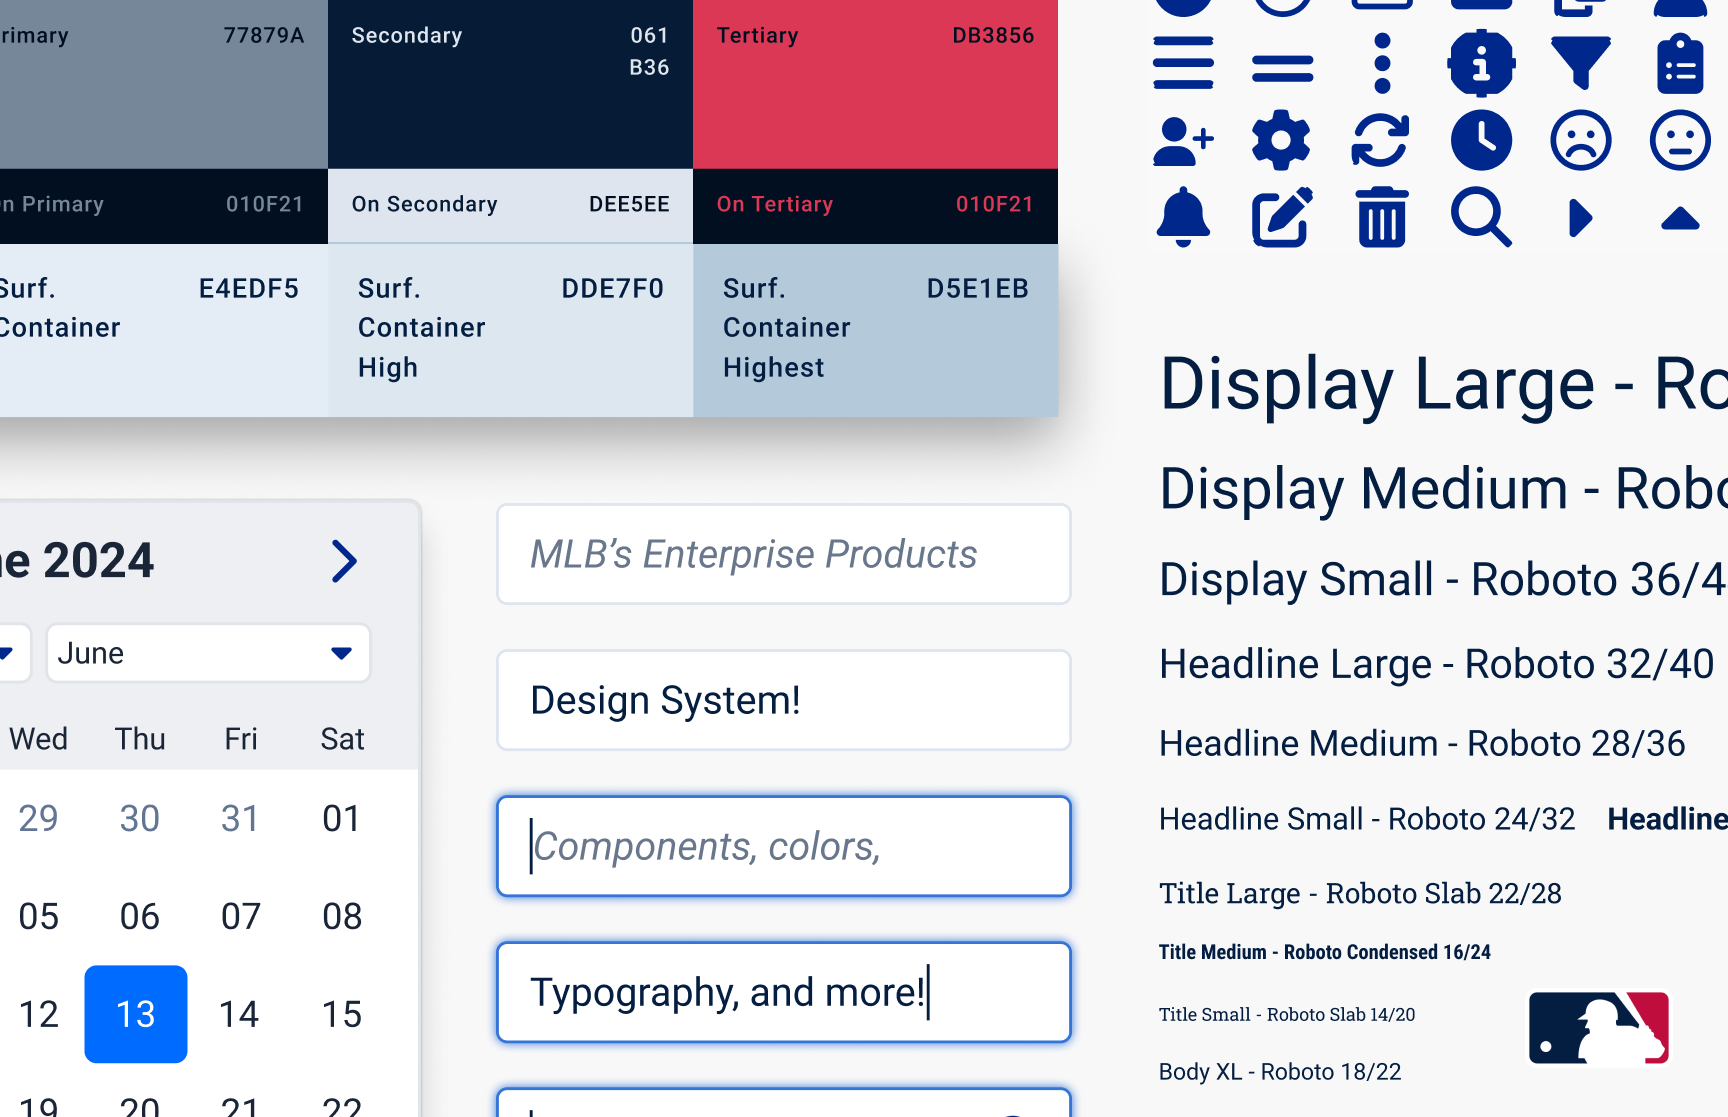 rimary 77879A
Secondary 061
B36
Tertiary DB3856
n Primary 010F21
On Secondary DEE5EE
On Tertiary 010F21
Surf. E4EDF5
Container
Surf. DDE7F0
Container
High
Surf. D5E1EB
Container
Highest
e 2024
June
Wed Thu Fri Sat
29 30 31 01
05 06 07 08
12 13 14 15
19 20 21 22
MLB’s Enterprise Products
Design System!
Components, colors,
Typography, and more!
Display Large - Ro
Display Medium - Robo
Display Small - Roboto 36/4
Headline Large - Roboto 32/40
Headline Medium - Roboto 28/36
Headline Small - Roboto 24/32 Headline
Title Large - Roboto Slab 22/28
Title Medium - Roboto Condensed 16/24
Title Small - Roboto Slab 14/20
Body XL - Roboto 18/22